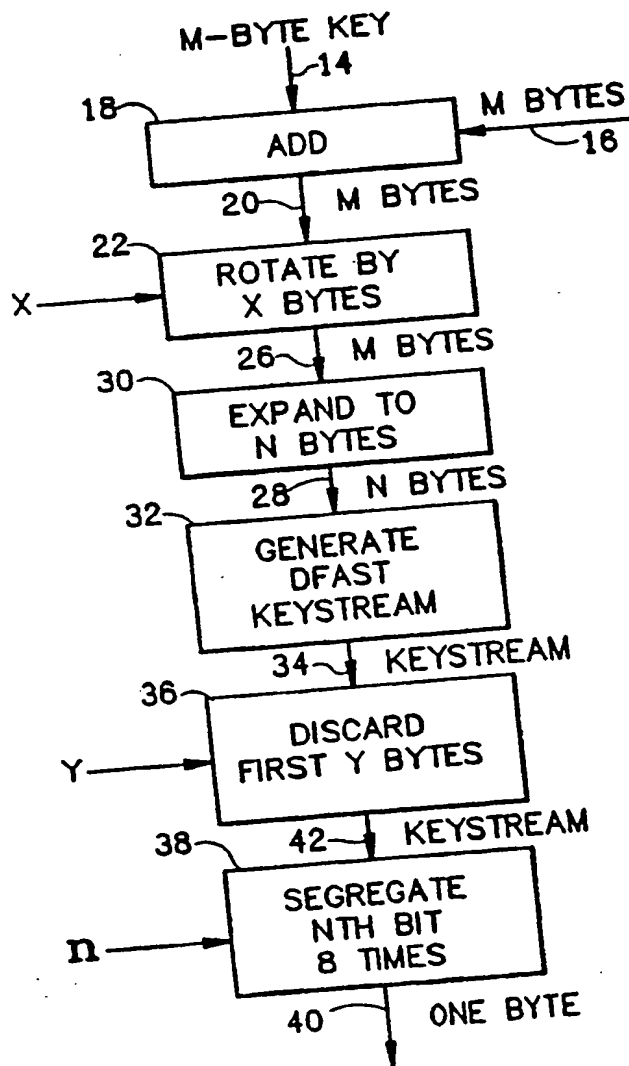 M-BYTE KEY
14
18
M BYTES
ADD
16
20
M BYTES
22
ROTATE BY
X BYTES
X
26
M BYTES
30
EXPAND TO
N BYTES
28
N BYTES
32
GENERATE
DFAST
KEYSTREAM
34
KEYSTREAM
36
DISCARD
FIRST Y BYTES
Y
42
KEYSTREAM
38
SEGREGATE
NTH BIT
8 TIMES
n
40
ONE BYTE